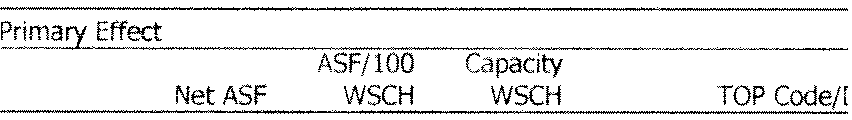 Primary Effect
ASF/100 Capacity
Net ASF WSCH WSCH TOP Code/